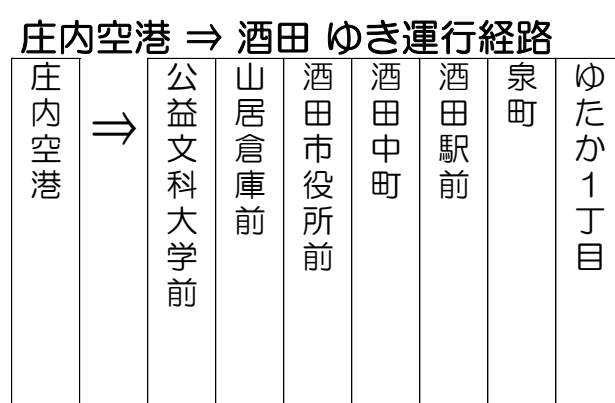 庄内空港 ⇒ 酒田 ゆき運行経路
庄内空港
⇒
公益文科大学前
山居倉庫前
酒田市役所前
酒田中町
酒田駅前
泉町
ゆたか１丁目